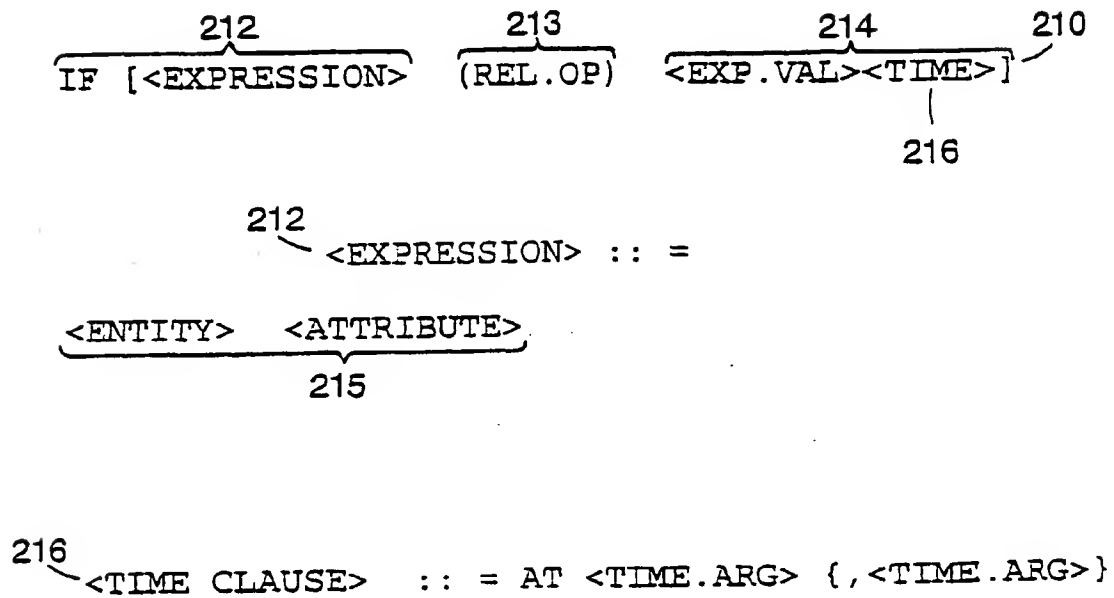 212 213 214 210
IF [<EXPRESSION> (REL.OP) <EXP.VAL><TIME>]
216
212
<EXPRESSION> :: =
<ENTITY> <ATTRIBUTE>
215
216
<TIME CLAUSE> :: = AT <TIME.ARG> {,<TIME.ARG>}